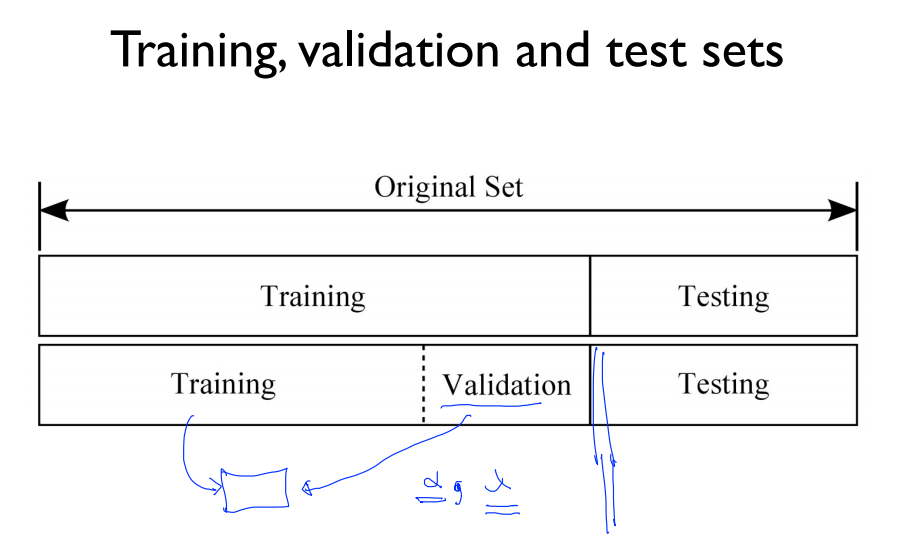 Training, validation and test sets
Original Set
Training Testing
Training Validation Testing
α, λ